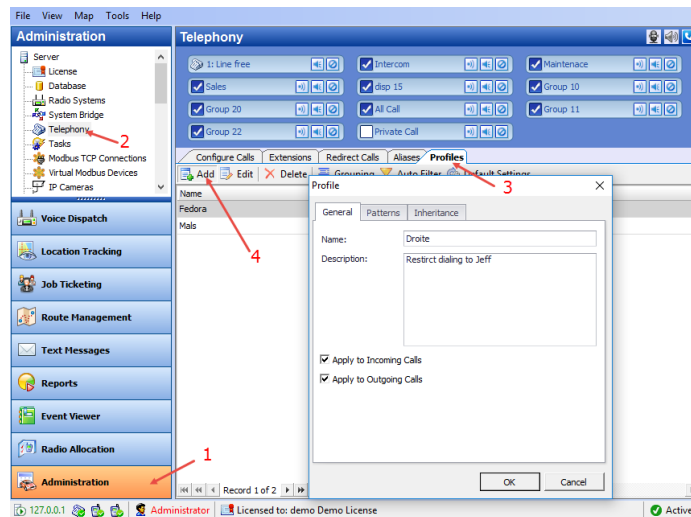 File View Map Tools Help
Administration
Telephony
Server
License
Database
Radio Systems
System Bridge
Telephony
Tasks
Modbus TCP Connections
Virtual Modbus Devices
IP Cameras
2
1: Line free
Intercom
Maintenace
Sales
disp 15
Group 10
Group 20
All Call
Group 11
Group 22
Private Call
Configure Calls Extensions Redirect Calls Aliases Profiles
Add Edit Delete Grouping Auto Filter Default Settings
3
Name
Fedora
Mals
4
Profile
General Patterns Inheritance
Name: Droite
Description: Restirct dialing to Jeff
Apply to Incoming Calls
Apply to Outgoing Calls
OK Cancel
Voice Dispatch
Location Tracking
Job Ticketing
Route Management
Text Messages
Reports
Event Viewer
Radio Allocation
1
Administration
Record 1 of 2
127.0.0.1 Administrator Licensed to: demo Demo License Active